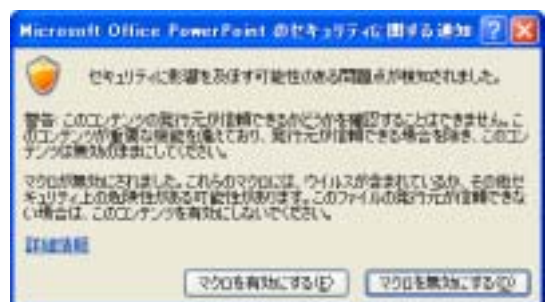 Microsoft Office PowerPoint のセキュリティに関する通知
セキュリティに影響を及ぼす可能性のある問題点が検知されました。
警告: このコンテンツの発行元が信頼できるかどうかを確認することはできません。こ
のコンテンツが重要な機能を備えており、発行元が信頼できる場合を除き、このコン
テンツは無効のままにしてください。
マクロが無効にされました。これらのマクロには、ウイルスが含まれているか、その他セ
キュリティ上の危険性がある可能性があります。このファイルの発行元が信頼できな
い場合は、このコンテンツを有効にしないでください。
詳細情報
マクロを有効にする(E) マクロを無効にする(D)